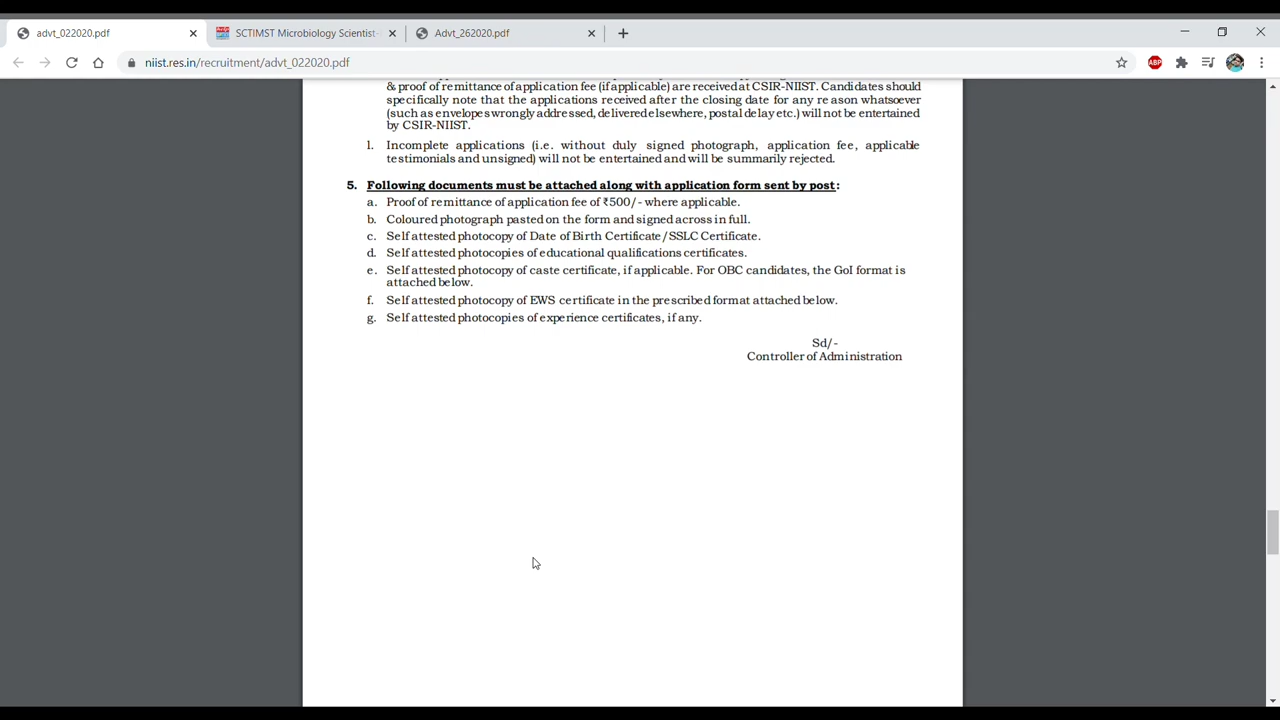 advt_022020.pdf
SCTIMST Microbiology Scientist
Advt_262020.pdf
niist.res.in/recruitment/advt_022020.pdf
ABP
& proof of remittance of application fee (if applicable) are received at CSIR-NIIST. Candidates should
specifically note that the applications received after the closing date for any reason whatsoever
(such as envelopes wrongly addressed, delivered elsewhere, postal delay etc.) will not be entertained
by CSIR-NIIST.
l. Incomplete applications (i.e. without duly signed photograph, application fee, applicable
testimonials and unsigned) will not be entertained and will be summarily rejected.
5. Following documents must be attached along with application form sent by post:
a. Proof of remittance of application fee of ₹500/- where applicable.
b. Coloured photograph pasted on the form and signed across in full.
c. Self attested photocopy of Date of Birth Certificate/SSLC Certificate.
d. Self attested photocopies of educational qualifications certificates.
e. Self attested photocopy of caste certificate, if applicable. For OBC candidates, the GoI format is
attached below.
f. Self attested photocopy of EWS certificate in the prescribed format attached below.
g. Self attested photocopies of experience certificates, if any.
Sd/-
Controller of Administration